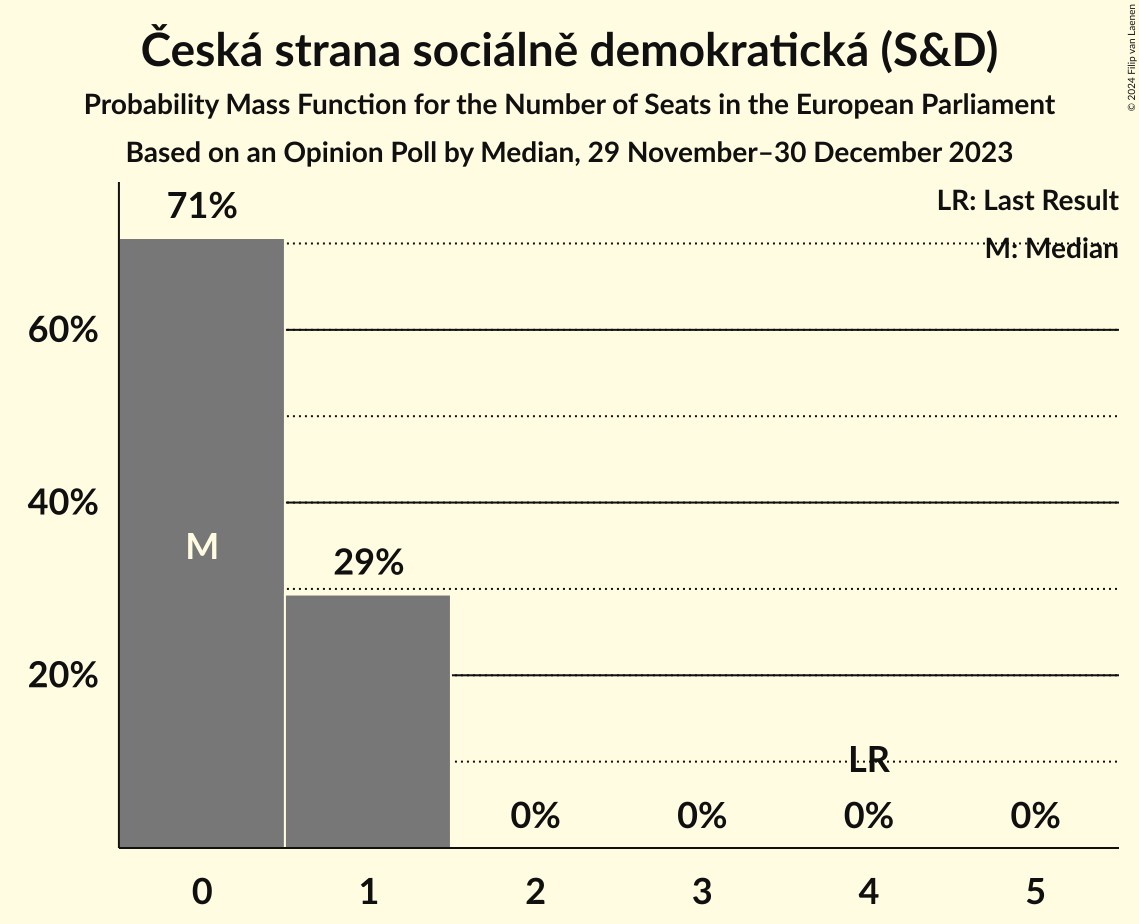 Česká strana sociálně demokratická (S&D)
Probability Mass Function for the Number of Seats in the European Parliament
Based on an Opinion Poll by Median, 29 November–30 December 2023
© 2024 Filip van Laenen
LR: Last Result
M: Median
71%
60%
40%
20%
M
29%
LR
0%
0%
0%
0%
0
1
2
3
4
5